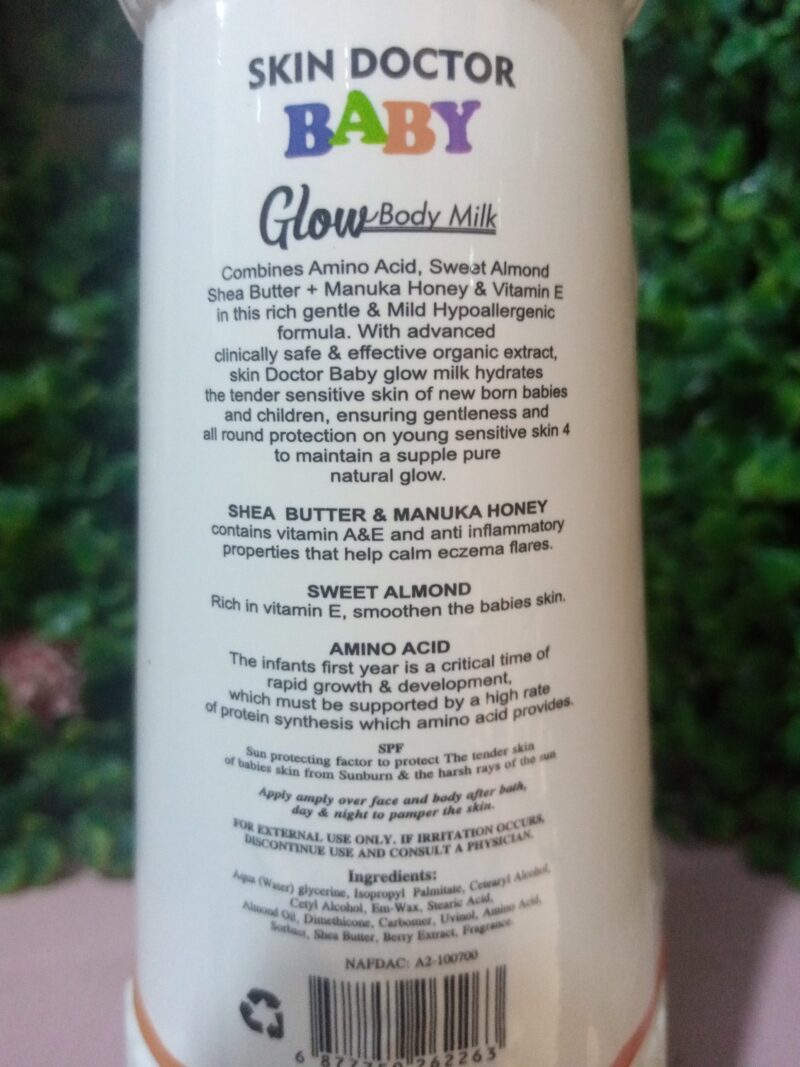 SKIN DOCTOR
BABY
Glow Body Milk
Combines Amino Acid, Sweet Almond
Shea Butter + Manuka Honey & Vitamin E
in this rich gentle & Mild Hypoallergenic
formula. With advanced
clinically safe & effective organic extract,
skin Doctor Baby glow milk hydrates
the tender sensitive skin of new born babies
and children, ensuring gentleness and
all round protection on young sensitive skin 4
to maintain a supple pure
natural glow.
SHEA BUTTER & MANUKA HONEY
contains vitamin A&E and anti inflammatory
properties that help calm eczema flares.
SWEET ALMOND
Rich in vitamin E, smoothen the babies skin.
AMINO ACID
The infants first year is a critical time of
rapid growth & development,
which must be supported by a high rate
of protein synthesis which amino acid provides.
SPF
Sun protecting factor to protect The tender skin
of babies skin from Sunburn & the harsh rays of the sun
Apply amply over face and body after bath,
day & night to pamper the skin.
FOR EXTERNAL USE ONLY. IF IRRITATION OCCURS,
DISCONTINUE USE AND CONSULT A PHYSICIAN.
Ingredients:
Aqua (Water) glycerine, Isopropyl Palmitate, Cetearyl Alcohol,
Cetyl Alcohol, Em-Wax, Stearic Acid,
Almond Oil, Dimethicone, Carbomer, Uvinol, Amino Acid,
Sorbast, Shea Butter, Berry Extract, Fragrance.
NAFDAC: A2-100700
6 262263